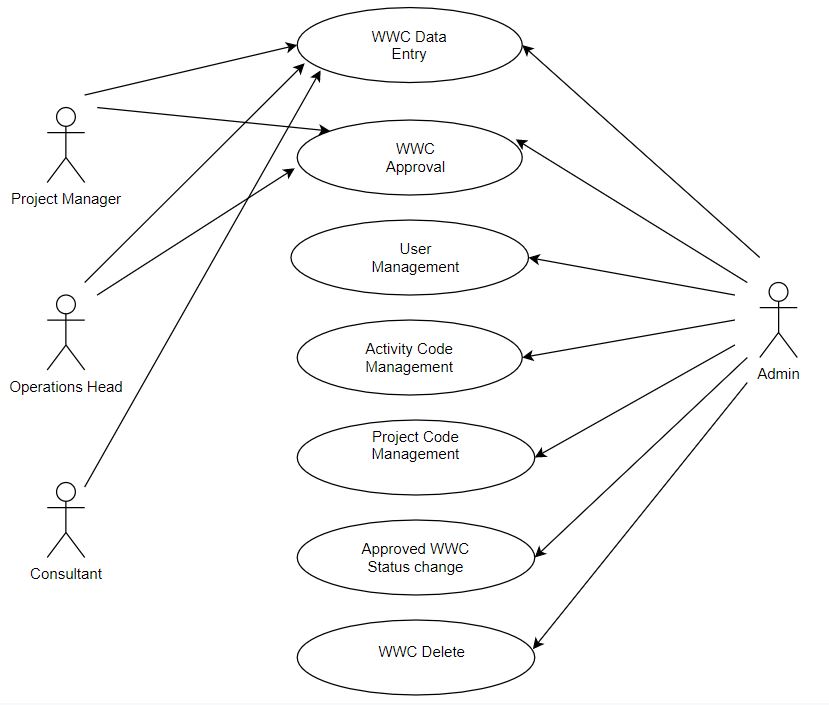 WWC Data
Entry
WWC
Approval
Project Manager
User
Management
Operations Head
Activity Code
Management
Admin
Project Code
Management
Approved WWC
Status change
Consultant
WWC Delete